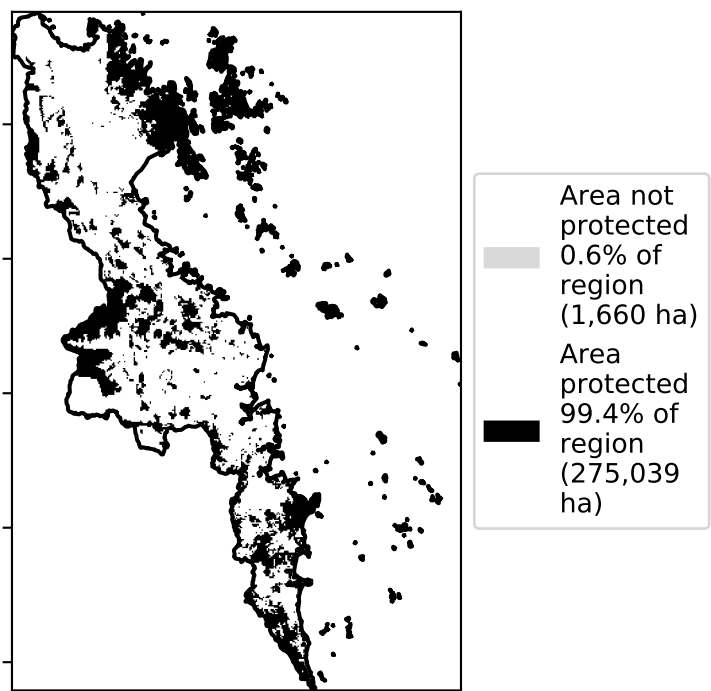 Area not
protected
0.6% of
region
(1,660 ha)
Area
protected
99.4% of
region
(275,039
ha)